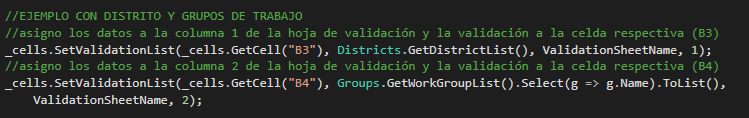 //EJEMPLO CON DISTRITO Y GRUPOS DE TRABAJO
//asigno los datos a la columna 1 de la hoja de validación y la validación a la celda respectiva (B3)
_cells.SetValidationList(_cells.GetCell("B3"), Districts.GetDistrictList(), ValidationSheetName, 1);
//asigno los datos a la columna 2 de la hoja de validación y la validación a la celda respectiva (B4)
_cells.SetValidationList(_cells.GetCell("B4"), Groups.GetWorkGroupList().Select(g => g.Name).ToList(),
ValidationSheetName, 2);